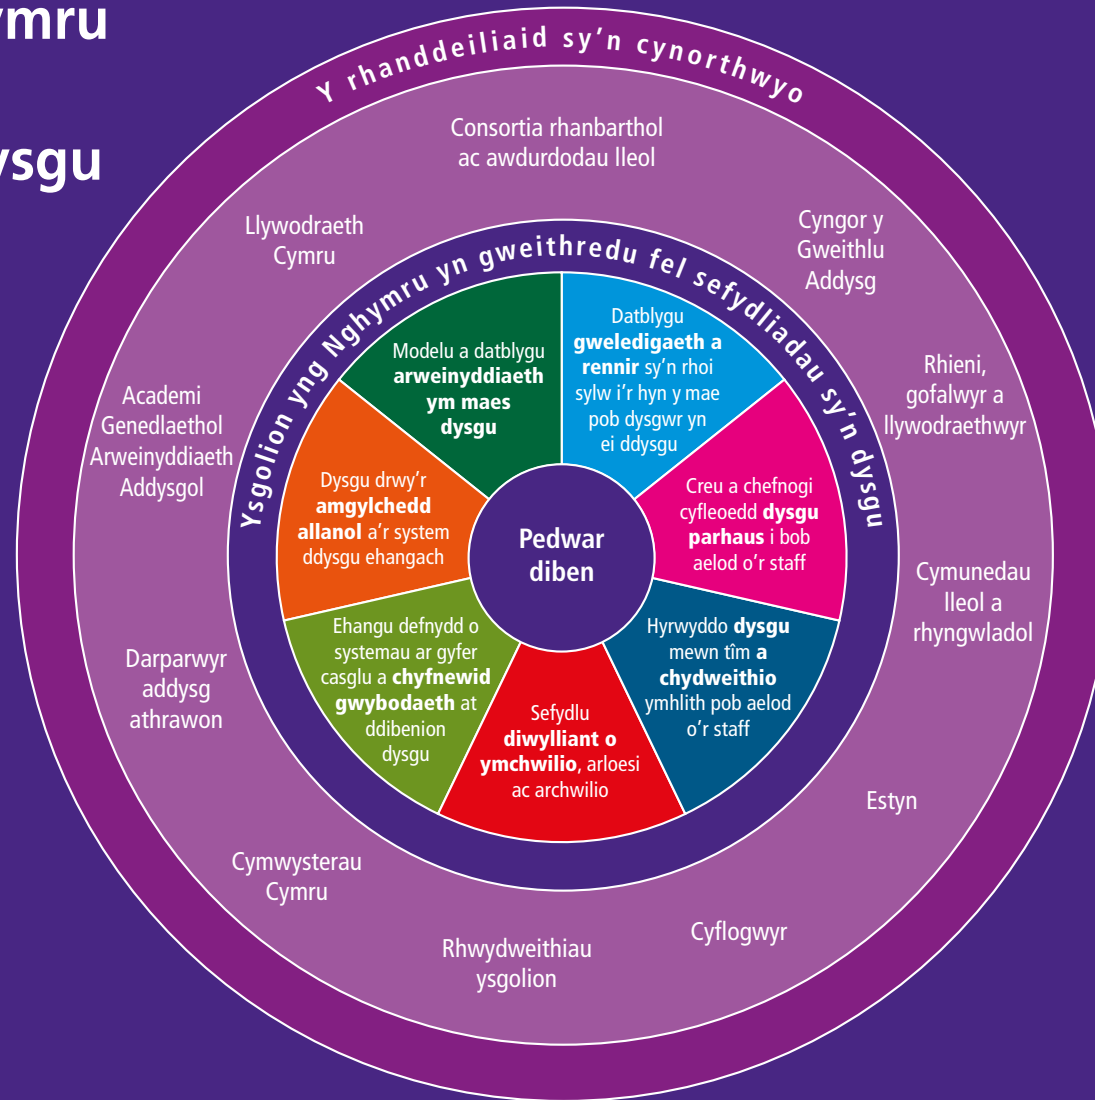 ymru
ysgu
Y rhanddeiliaid sy’n cynorthwyo
Consortia rhanbarthol
ac awdurdodau lleol
Cyngor y
Gweithlu
Addysg
Rhieni,
gofalwyr a
llywodraethwyr
Cymunedau
lleol a
rhyngwladol
Estyn
Cyflogwyr
Rhwydweithiau
ysgolion
Cymwysterau
Cymru
Darparwyr
addysg
athrawon
Academi
Genedlaethol
Arweinyddiaeth
Addysgol
Llywodraeth
Cymru
Ysgolion yng Nghymru yn gweithredu fel sefydliadau sy’n dysgu
Datblygu
gweledigaeth a
rennir sy’n rhoi
sylw i’r hyn y mae
pob dysgwr yn
ei ddysgu
Creu a chefnogi
cyfleoedd dysgu
parhaus i bob
aelod o’r staff
Hyrwyddo dysgu
mewn tîm a
chydweithio
ymhlith pob aelod
o’r staff
Sefydlu
diwylliant o
ymchwilio, arloesi
ac archwilio
Ehangu defnydd o
systemau ar gyfer
casglu a chyfnewid
gwybodaeth at
ddibenion
dysgu
Dysgu drwy’r
amgylchedd
allanol a’r system
ddysgu ehangach
Modelu a datblygu
arweinyddiaeth
ym maes
dysgu
Pedwar
diben